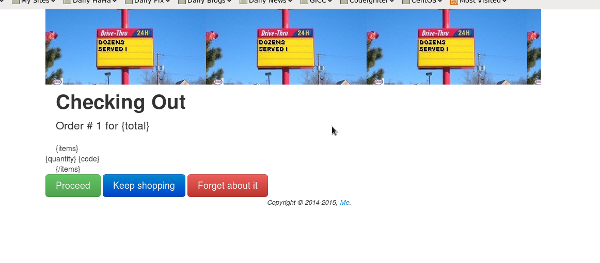 My Sites Daily HaHa Daily Fix Daily Blogs Daily News GTCC CodeIgniter CentOS Most Visited
Drive-Thru 24H Drive-Thru 24H Drive-Thru 24H
DOZENS DOZENS DOZENS
SERVED! SERVED! SERVED!
Checking Out
Order # 1 for {total}
{items}
{quantity} {code}
{/items}
Proceed Keep shopping Forget about it
Copyright © 2014-2015, Me.